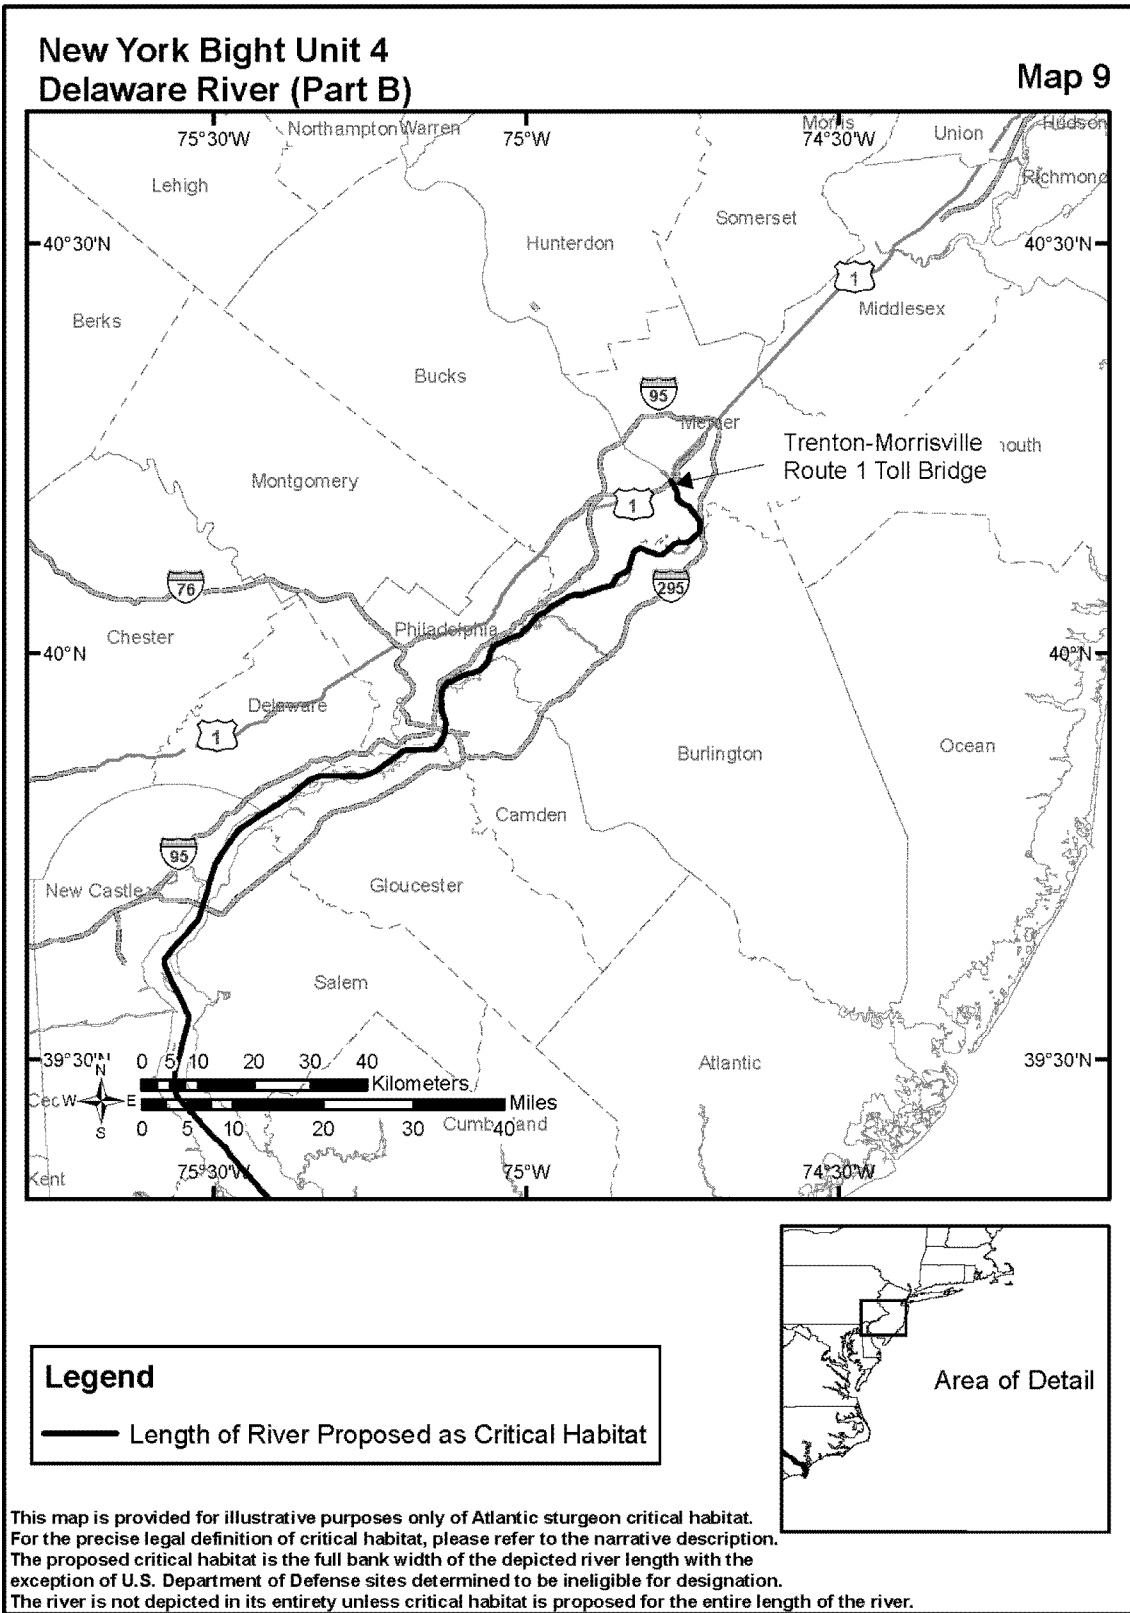 New York Bight Unit 4
Delaware River (Part B)
Map 9
75°30'W
75°W
74°30'W
Northampton
Warren
Morris
Union
Hudson
Lehigh
Richmond
Somerset
40°30'N
Hunterdon
40°30'N
1
Middlesex
Berks
Bucks
95
Mercer
Trenton-Morrisville
Route 1 Toll Bridge
mouth
Montgomery
1
76
295
Chester
Philadelphia
40°N
40°N
Delaware
1
Burlington
Ocean
Camden
95
New Castle
Gloucester
Salem
39°30'N
0 5 10 20 30 40
Kilometers
Atlantic
39°30'N
N
W E
S
Cec
Miles
0 5 10 20 30 40
Cumberland
Kent
75°30'W
75°W
74°30'W
Area of Detail
Legend
Length of River Proposed as Critical Habitat
This map is provided for illustrative purposes only of Atlantic sturgeon critical habitat.
For the precise legal definition of critical habitat, please refer to the narrative description.
The proposed critical habitat is the full bank width of the depicted river length with the
exception of U.S. Department of Defense sites determined to be ineligible for designation.
The river is not depicted in its entirety unless critical habitat is proposed for the entire length of the river.